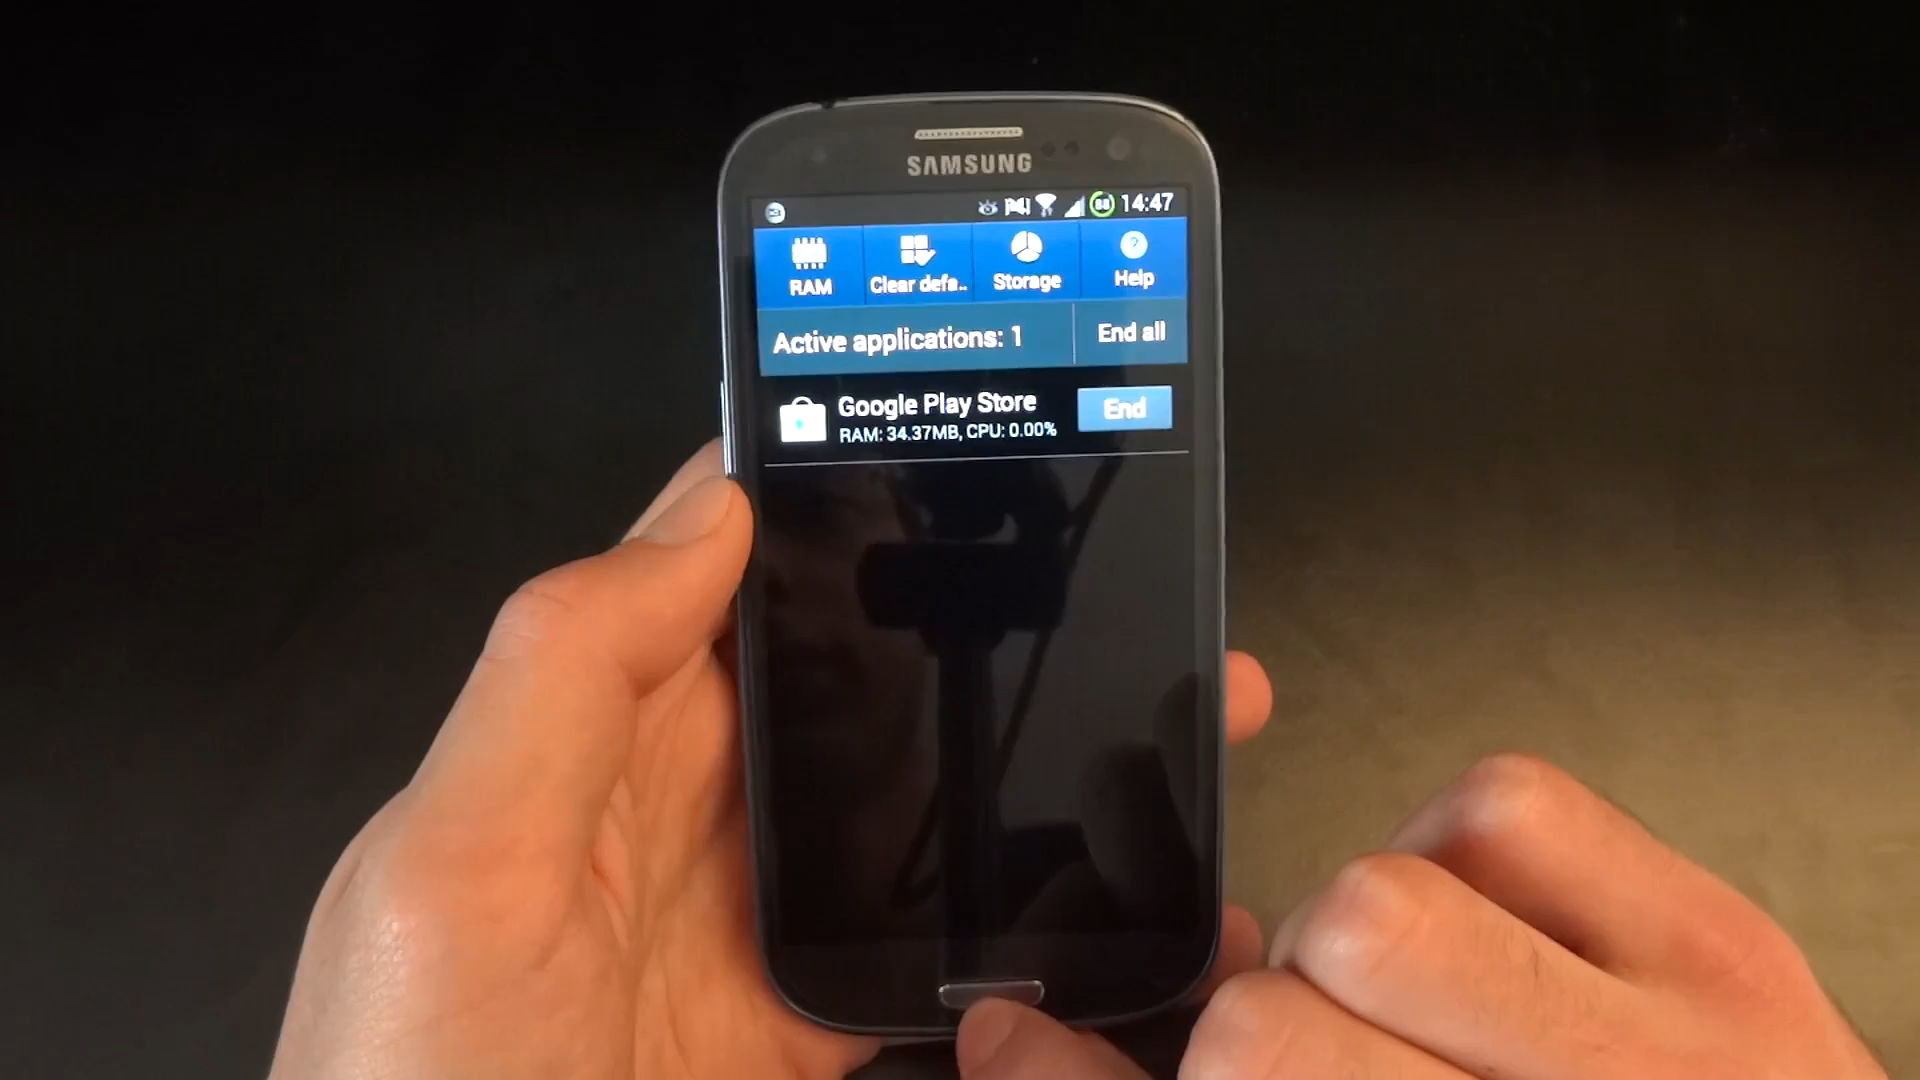 SAMSUNG
88 14:47
RAM Clear defa.. Storage Help
Active applications: 1 End all
Google Play Store End
RAM: 34.37MB, CPU: 0.00%